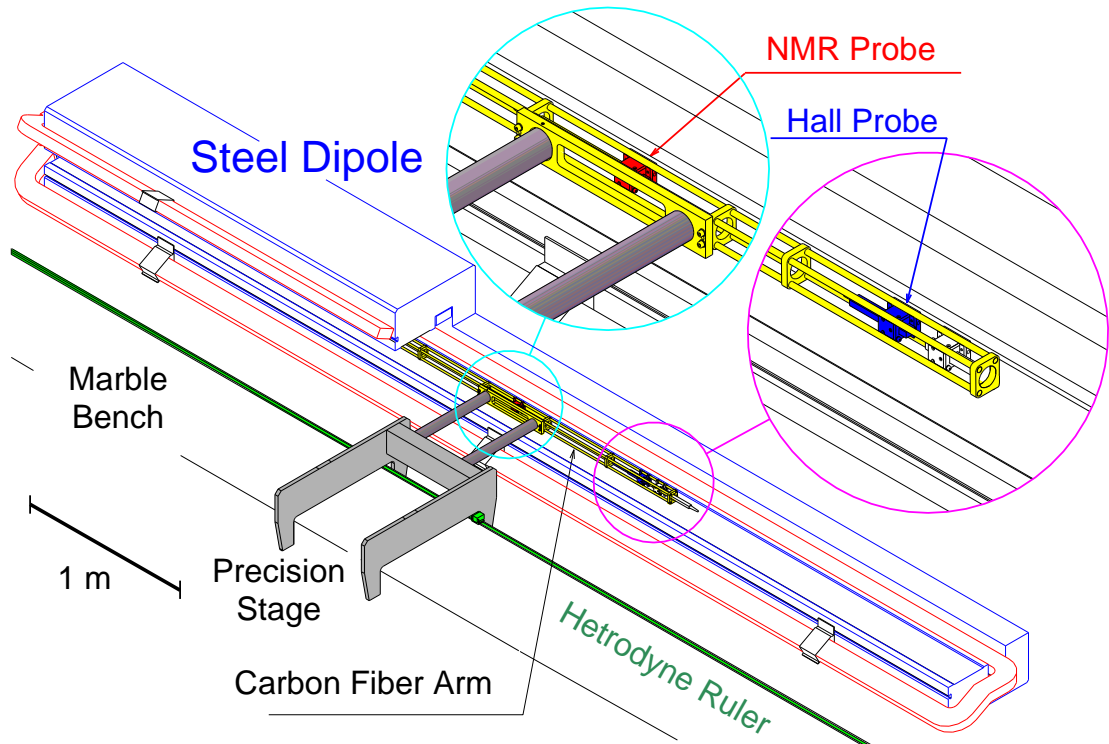 NMR Probe
Hall Probe
Steel Dipole
Marble
Bench
1 m
Precision
Stage
Carbon Fiber Arm
Hetrodyne Ruler